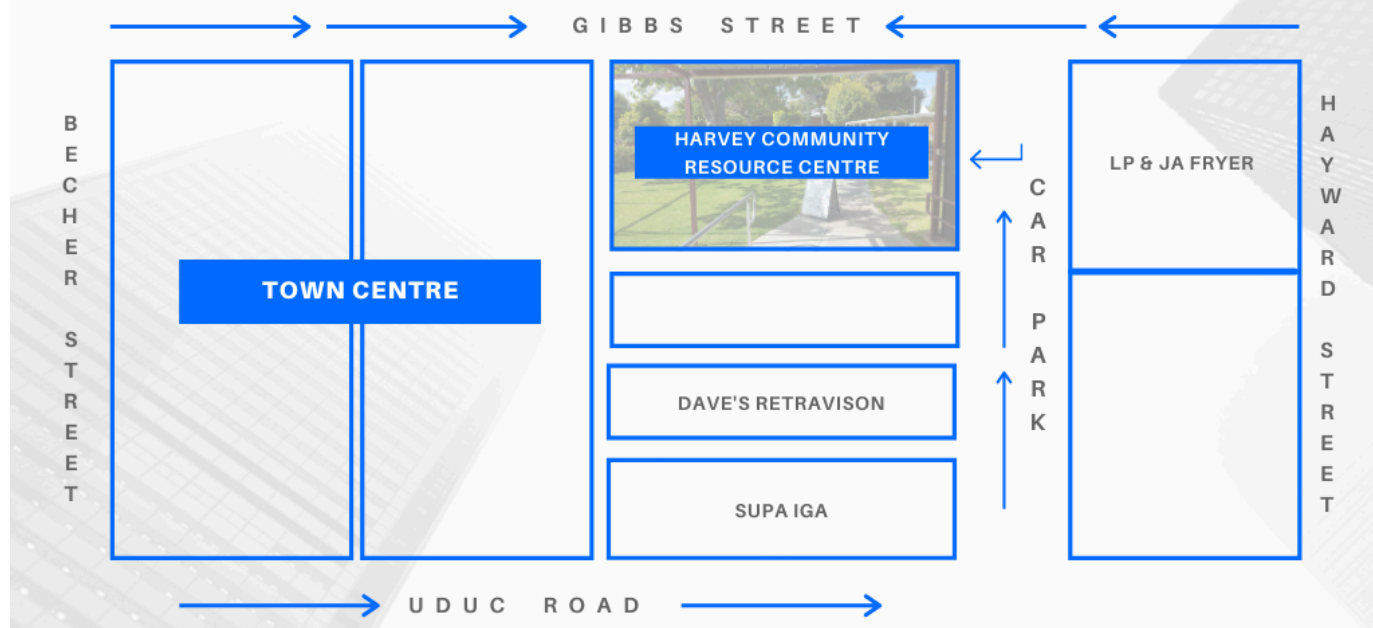 GIBBS STREET
BECHER STREET
HARVEY COMMUNITY
RESOURCE CENTRE
LP & JA FRYER
HAYWARD STREET
CAR PARK
TOWN CENTRE
DAVE'S RETRAVISON
SUPA IGA
UDUC ROAD